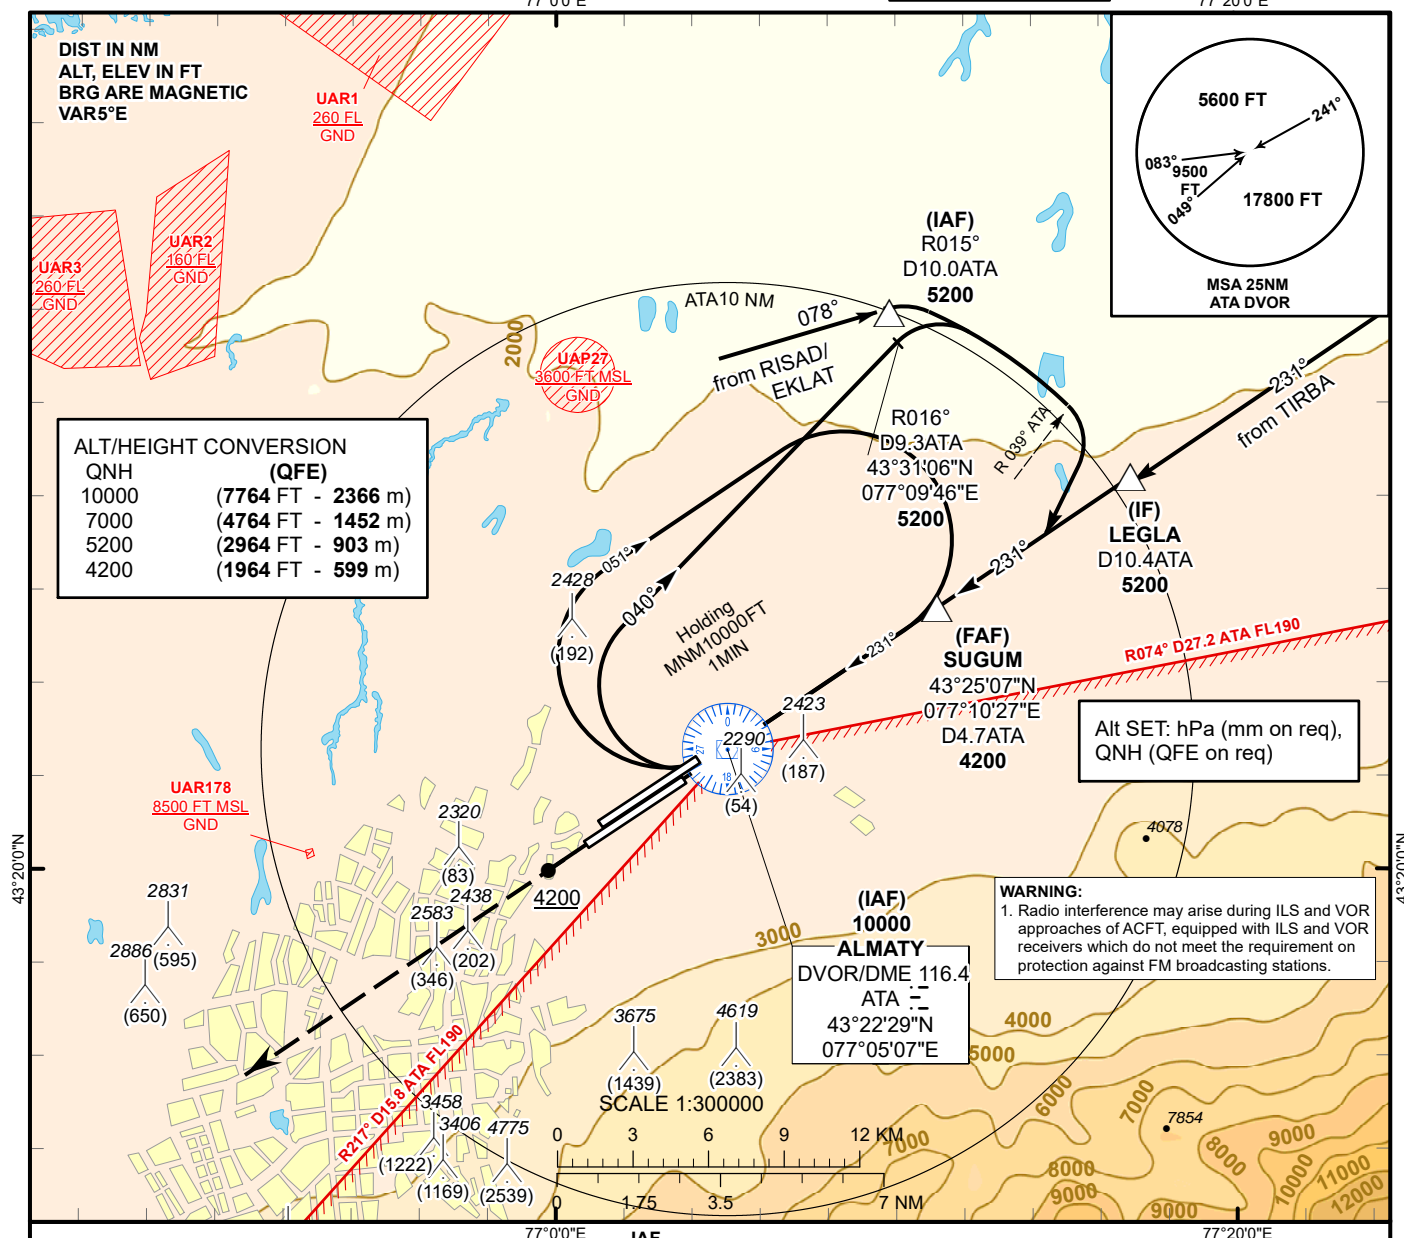 77°0'0"E
77°20'0"E
DIST IN NM
ALT, ELEV IN FT
BRG ARE MAGNETIC
VAR5°E
UAR1
260 FL
GND
5600 FT
241°
083°
9500
FT
049°
17800 FT
MSA 25NM
ATA DVOR
UAR2
160 FL
GND
UAR3
260 FL
GND
(IAF)
R015°
D10.0ATA
5200
ATA10 NM
078°
from RISAD/
EKLAT
2000
UAP27
3600 FT MSL
GND
231°
from TIRBA
R 039° ATA
R016°
D9.3ATA
43°31'06"N
077°09'46"E
5200
ALT/HEIGHT CONVERSION
QNH (QFE)
10000 (7764 FT - 2366 m)
7000 (4764 FT - 1452 m)
5200 (2964 FT - 903 m)
4200 (1964 FT - 599 m)
(IF)
LEGLA
D10.4ATA
5200
051°
040°
231°
2428
(192)
Holding
MNM10000FT
1MIN
231°
(FAF)
SUGUM
43°25'07"N
077°10'27"E
D4.7ATA
4200
R074° D27.2 ATA FL190
2423
(187)
0
9
18
27
2290
(54)
Alt SET: hPa (mm on req),
QNH (QFE on req)
UAR178
8500 FT MSL
GND
2320
(83)
4078
43°20'0"N
43°20'0"N
2438
(202)
2583
(346)
4200
2831
(595)
2886
(650)
3000
(IAF)
10000
ALMATY
DVOR/DME 116.4
ATA
43°22'29"N
077°05'07"E
WARNING:
1. Radio interference may arise during ILS and VOR
approaches of ACFT, equipped with ILS and VOR
receivers which do not meet the requirement on
protection against FM broadcasting stations.
R217° D15.8 ATA FL190
3675
(1439)
4619
(2383)
4000
5000
6000
7000
7854
SCALE 1:300000
3458
(1222)
3406
(1169)
4775
(2539)
0 3 6 9 12 KM
0 1.75 3.5 7 NM
7000
8000
9000
8000
9000
10000
11000
12000
9000
77°0'0"E
IAF
77°20'0"E